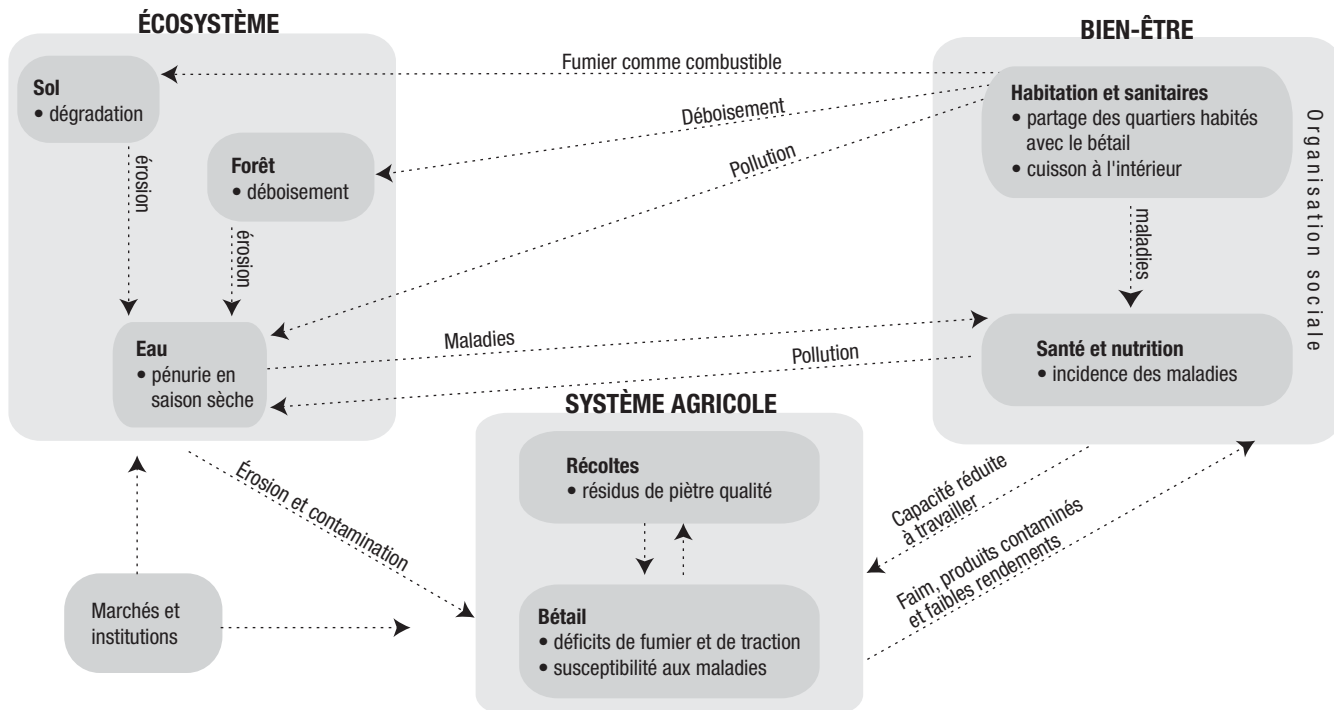 ÉCOSYSTÈME
BIEN-ÊTRE
Sol
• dégradation
érosion
Forêt
• déboisement
érosion
Eau
• pénurie en
saison sèche
Fumier comme combustible
Déboisement
Pollution
Maladies
Pollution
Habitation et sanitaires
• partage des quartiers habités
avec le bétail
• cuisson à l'intérieur
maladies
Santé et nutrition
• incidence des maladies
Organisation sociale
SYSTÈME AGRICOLE
Récoltes
• résidus de piètre qualité
Bétail
• déficits de fumier et de traction
• susceptibilité aux maladies
Érosion et contamination
Capacité réduite
à travailler
Faim, produits contaminés
et faibles rendements
Marchés et
institutions